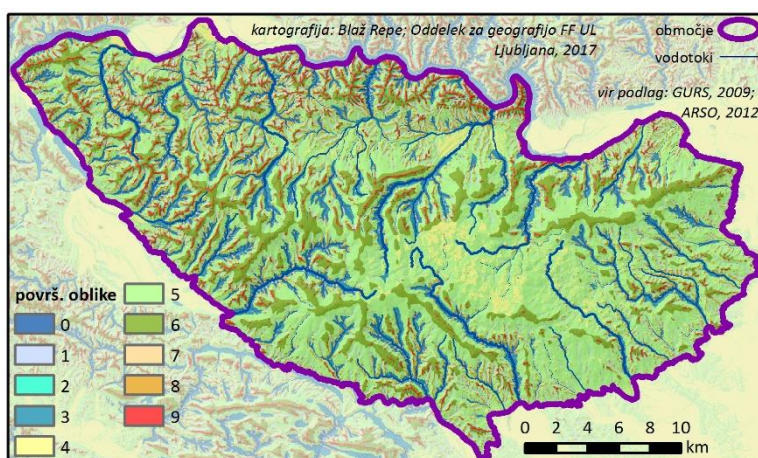 kartografija: Blaž Repe; Oddelek za geografijo FF UL
Ljubljana, 2017
območje
vodotoki
vir podlag: GURS, 2009;
ARSO, 2012
površ. oblike
0
1
2
3
4
5
6
7
8
9
0 2 4 6 8 10
km